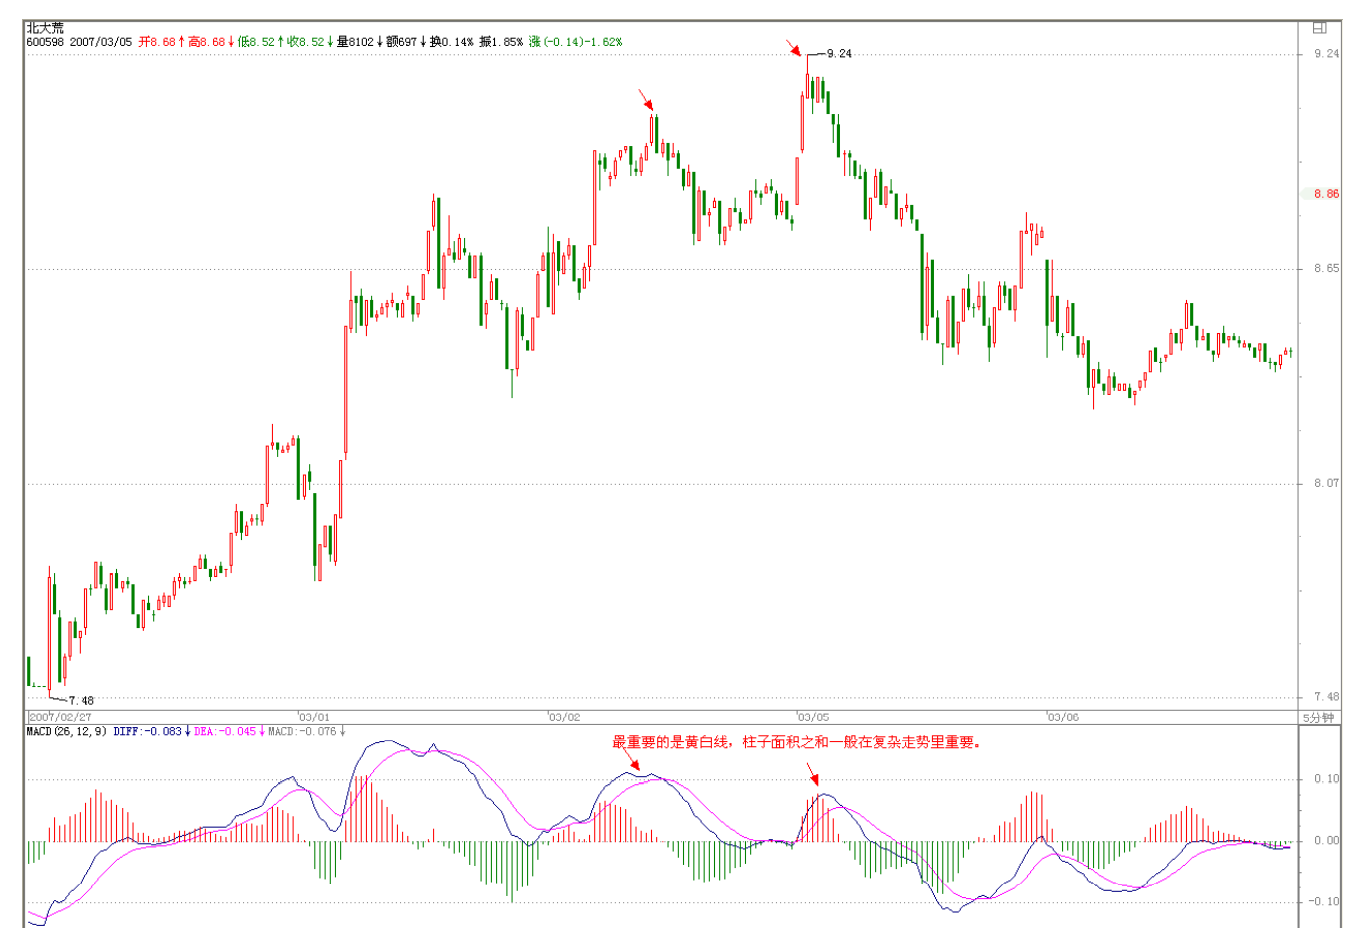 北大荒
600598 2007/03/05 开8.68↑高8.68↓低8.52↑收8.52↓量8102↓额697↓换0.14% 振1.85% 涨(-0.14)-1.62%
9.24
9.24
8.86
8.65
8.07
7.48
7.48
2007/02/27 03/01 03/02 03/05 03/06 5分钟
MACD(26,12,9) DIFF:-0.083↓DEA:-0.045↓MACD:-0.076↓
最重要的是黄白线，柱子面积之和一般在复杂走势里重要。
0.10
0.00
-0.10